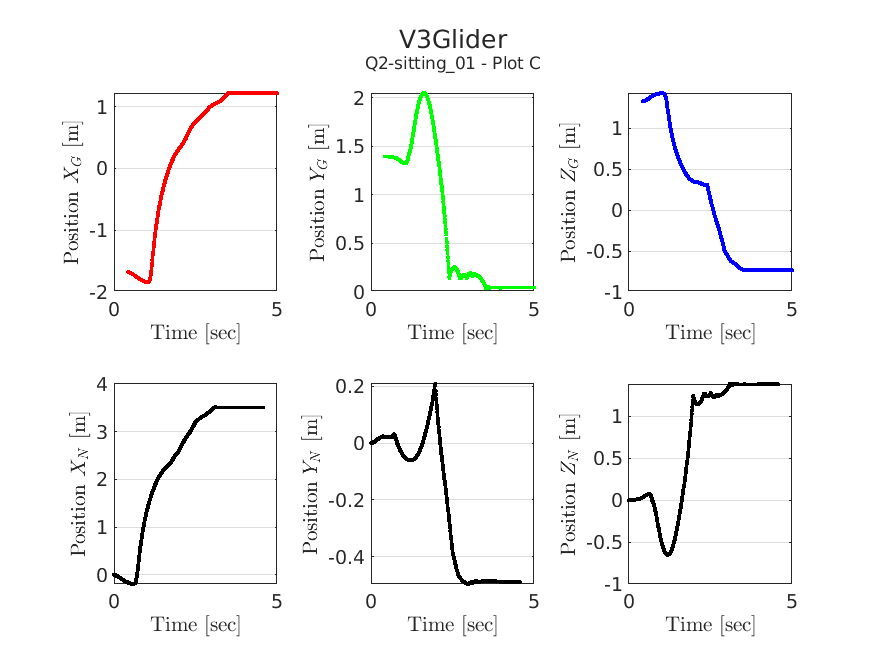 V3Glider
Q2-sitting_01 - Plot C
Position X_G [m]
1
0
-1
-2
0
5
Time [sec]
Position Y_G [m]
2
1.5
1
0.5
0
0
5
Time [sec]
Position Z_G [m]
1
0.5
0
-0.5
-1
0
5
Time [sec]
Position X_N [m]
4
3
2
1
0
0
5
Time [sec]
Position Y_N [m]
0.2
0
-0.2
-0.4
0
5
Time [sec]
Position Z_N [m]
1
0.5
0
-0.5
-1
0
5
Time [sec]